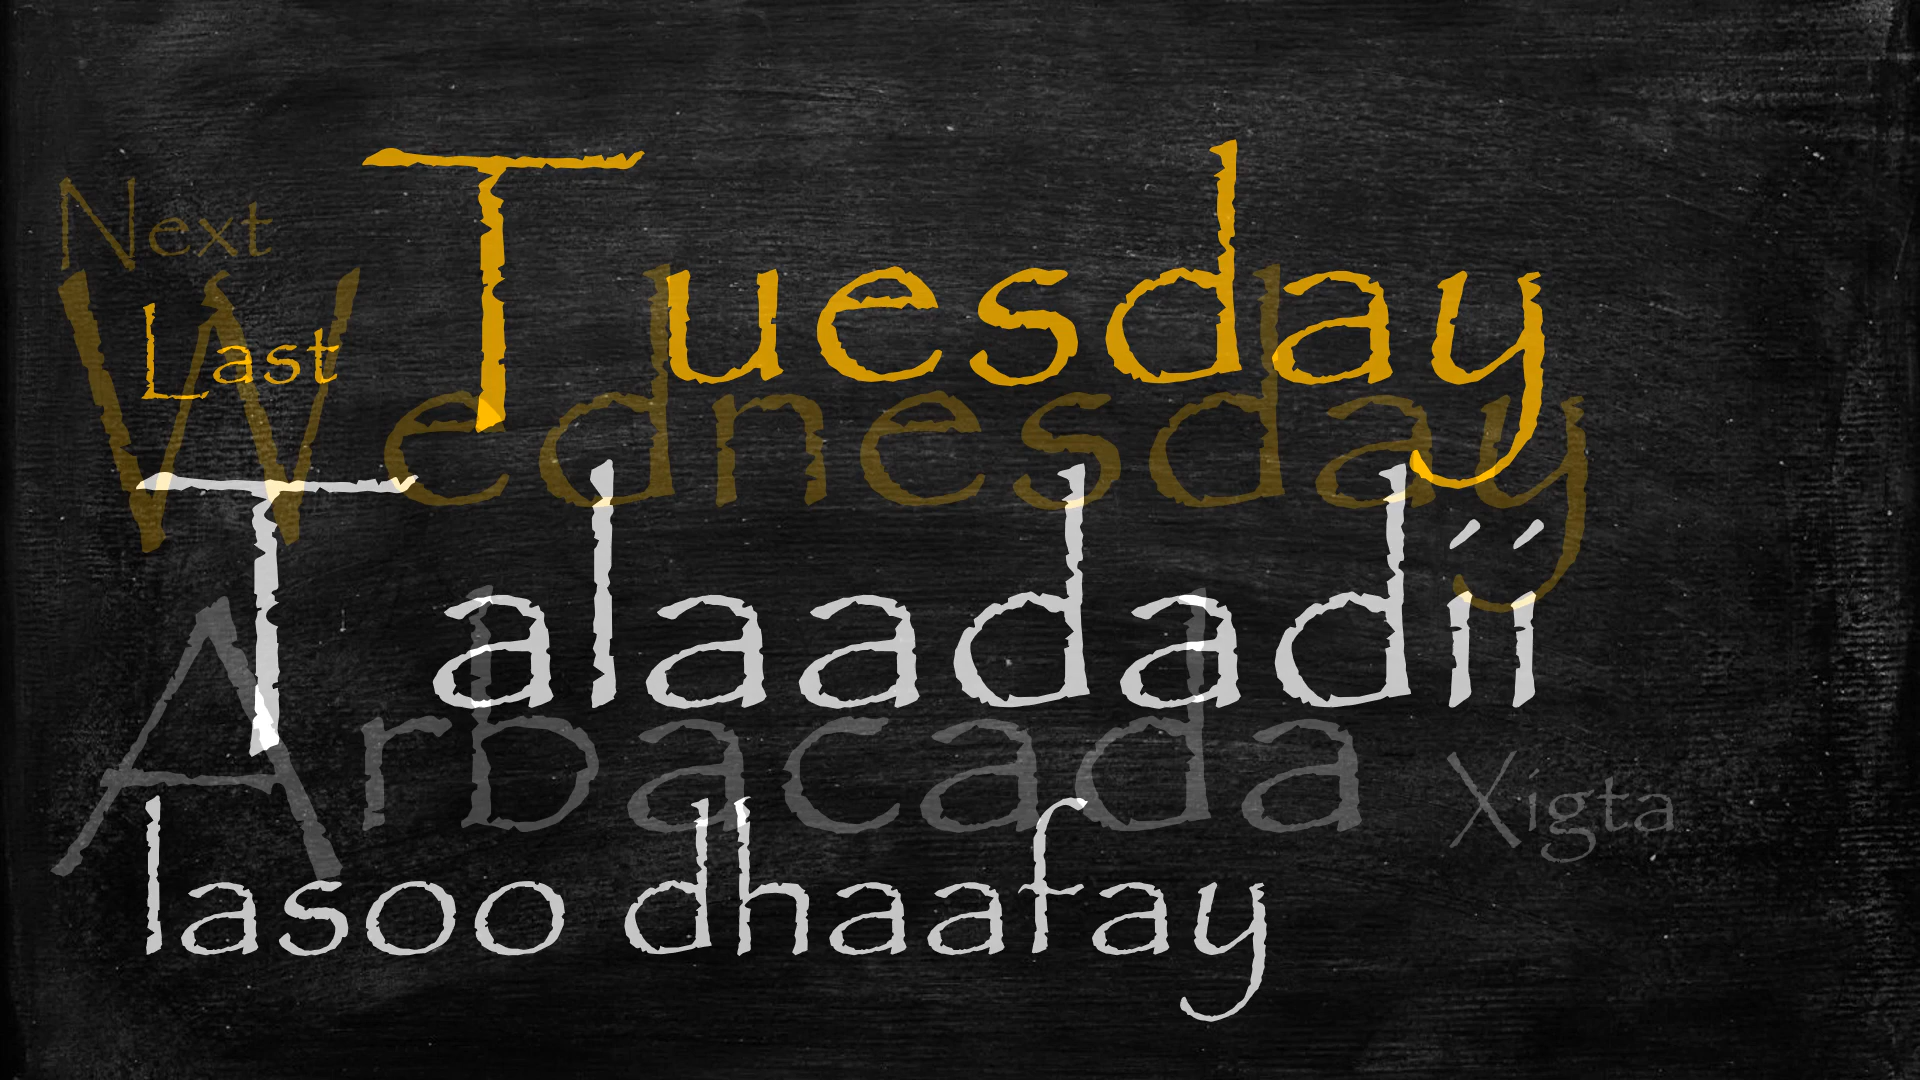 Next
Wednesday
Last Tuesday
Talaadadii
lasoo dhaafay
Arbacada Xigta